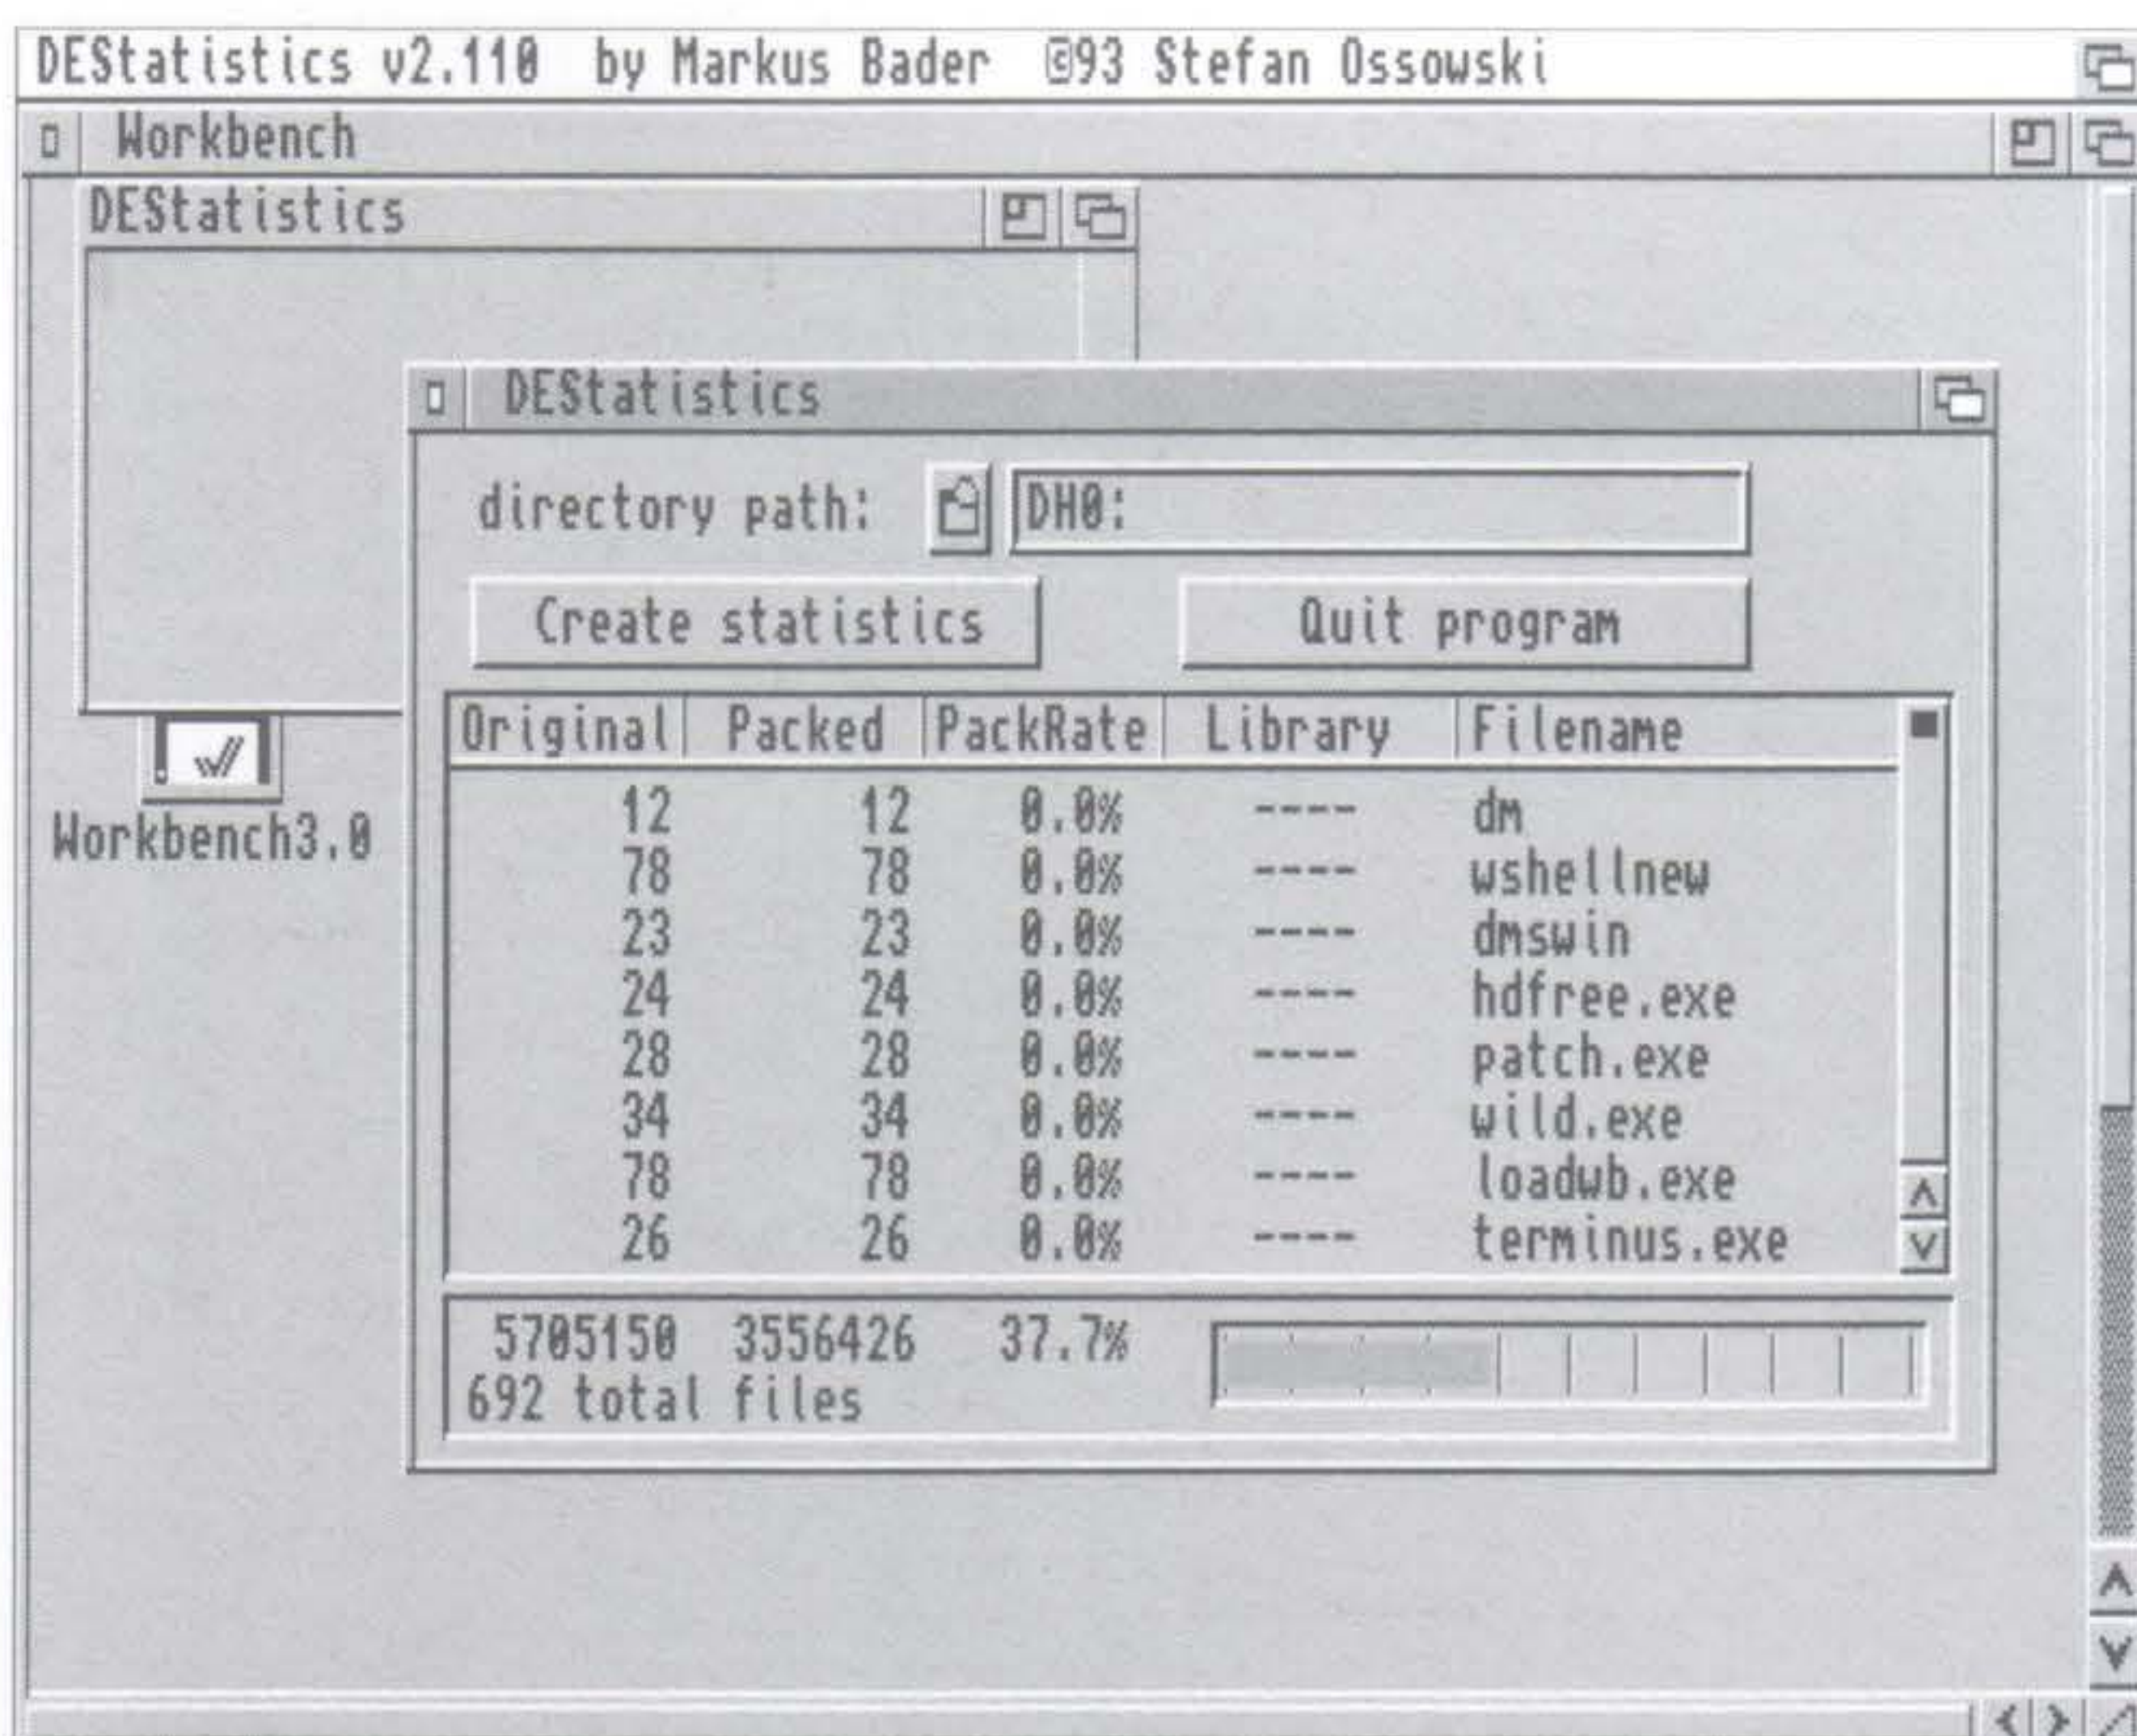 DEStatistics v2.110 by Markus Bader ©93 Stefan Ossowski
Workbench
DEStatistics
DEStatistics
directory path: DH0:
Create statistics Quit program
Original Packed PackRate Library Filename
12 12 0.0% ---- dm
78 78 0.0% ---- wshellnew
23 23 0.0% ---- dmswin
24 24 0.0% ---- hdfree.exe
28 28 0.0% ---- patch.exe
34 34 0.0% ---- wild.exe
78 78 0.0% ---- loadwb.exe
26 26 0.0% ---- terminus.exe
5705150 3556426 37.7%
692 total files
Workbench3.0